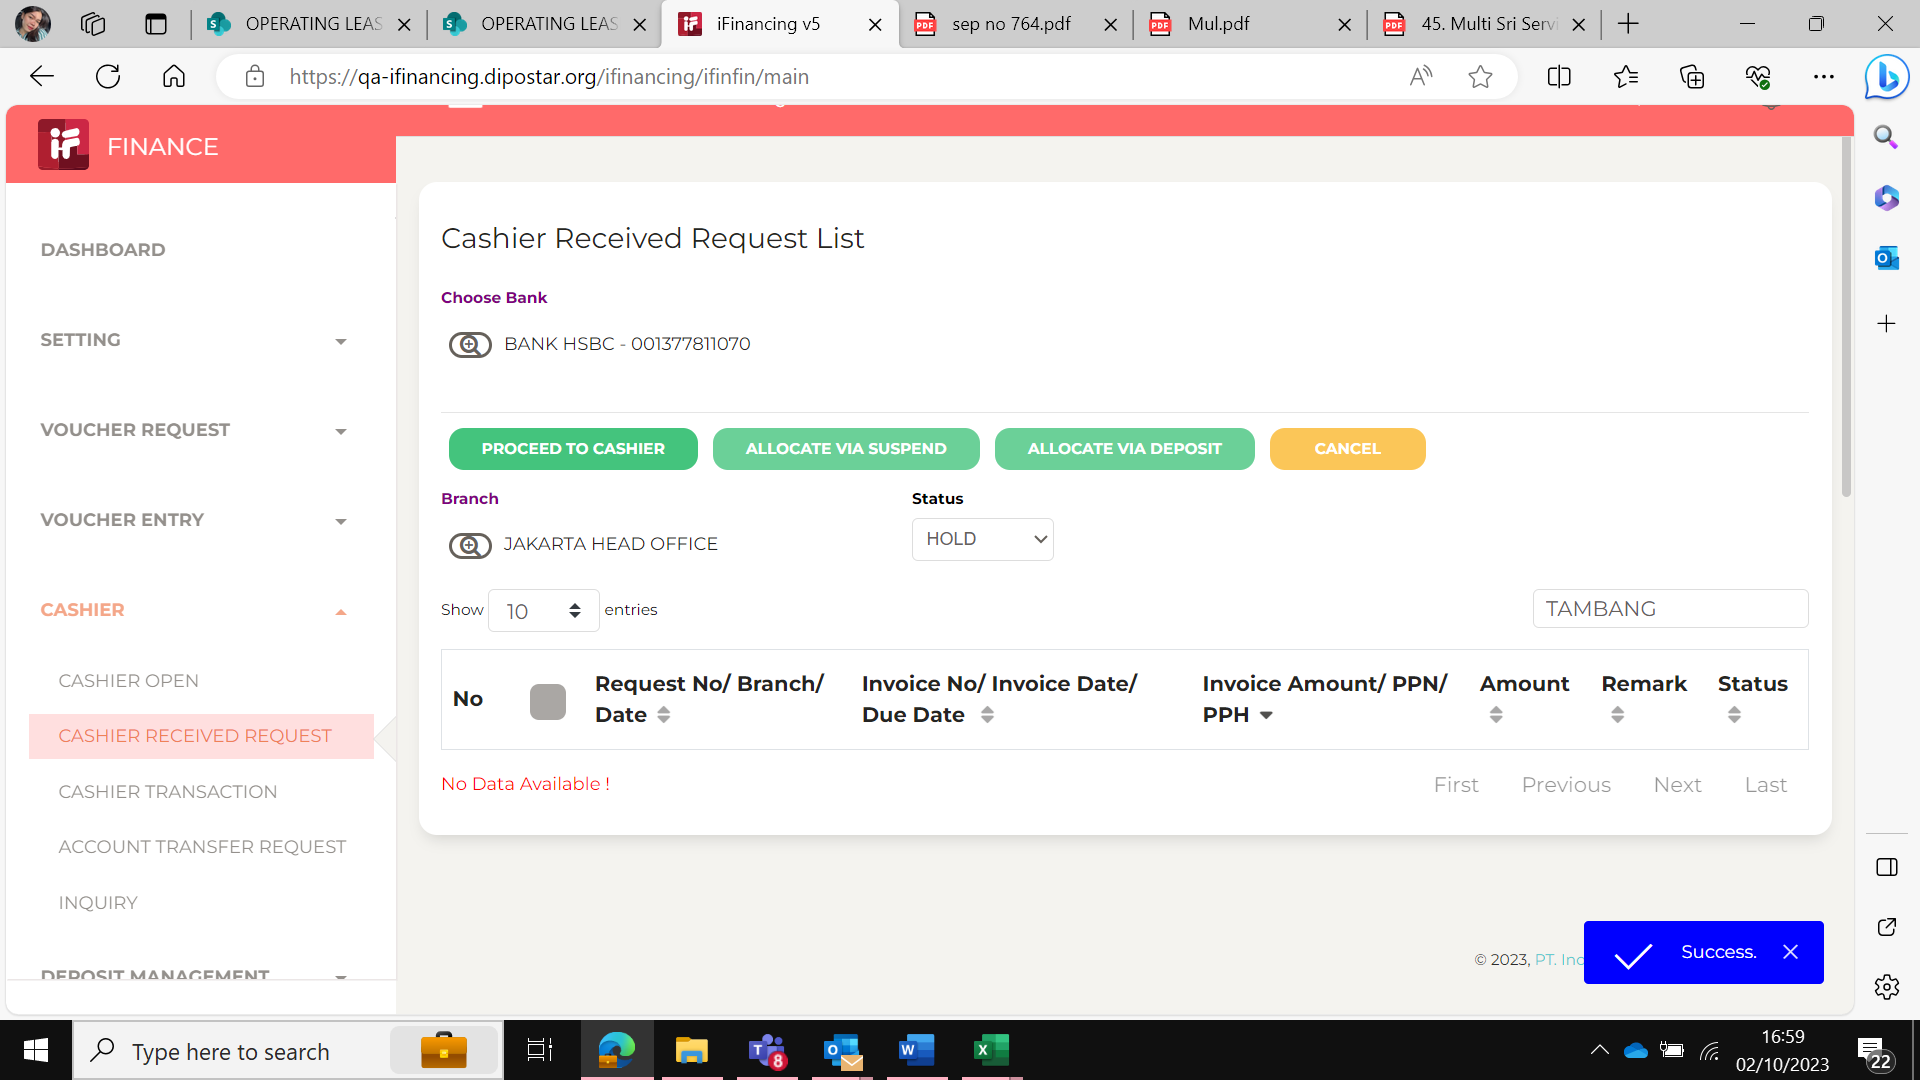 OPERATING LEAS
OPERATING LEAS
iFinancing v5
sep no 764.pdf
Mul.pdf
45. Multi Sri Servi
https://qa-ifinancing.dipostar.org/ifinancing/ifinfin/main
iF FINANCE
DASHBOARD
SETTING
VOUCHER REQUEST
VOUCHER ENTRY
CASHIER
CASHIER OPEN
CASHIER RECEIVED REQUEST
CASHIER TRANSACTION
ACCOUNT TRANSFER REQUEST
INQUIRY
DEPOSIT MANAGEMENT
Cashier Received Request List
Choose Bank
BANK HSBC - 001377811070
PROCEED TO CASHIER
ALLOCATE VIA SUSPEND
ALLOCATE VIA DEPOSIT
CANCEL
Branch
JAKARTA HEAD OFFICE
Status
HOLD
Show 10 entries
TAMBANG
No
Request No/ Branch/
Date
Invoice No/ Invoice Date/
Due Date
Invoice Amount/ PPN/
PPH
Amount
Remark
Status
No Data Available !
First Previous Next Last
© 2023, PT. Ino
Success.
Type here to search
8
16:59
02/10/2023
22